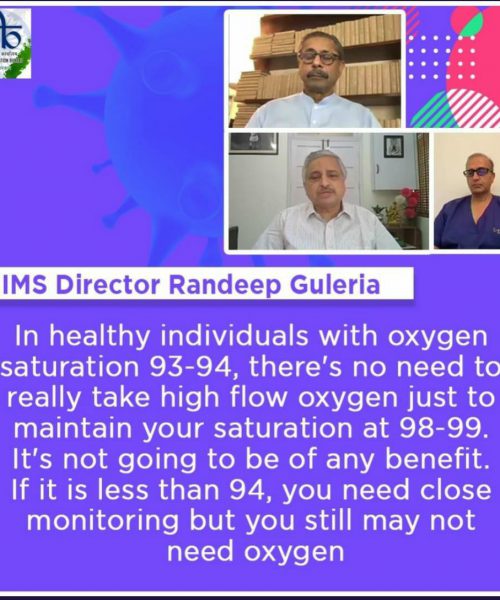 IMS Director Randeep Guleria
In healthy individuals with oxygen
saturation 93-94, there's no need to
really take high flow oxygen just to
maintain your saturation at 98-99.
It's not going to be of any benefit.
If it is less than 94, you need close
monitoring but you still may not
need oxygen